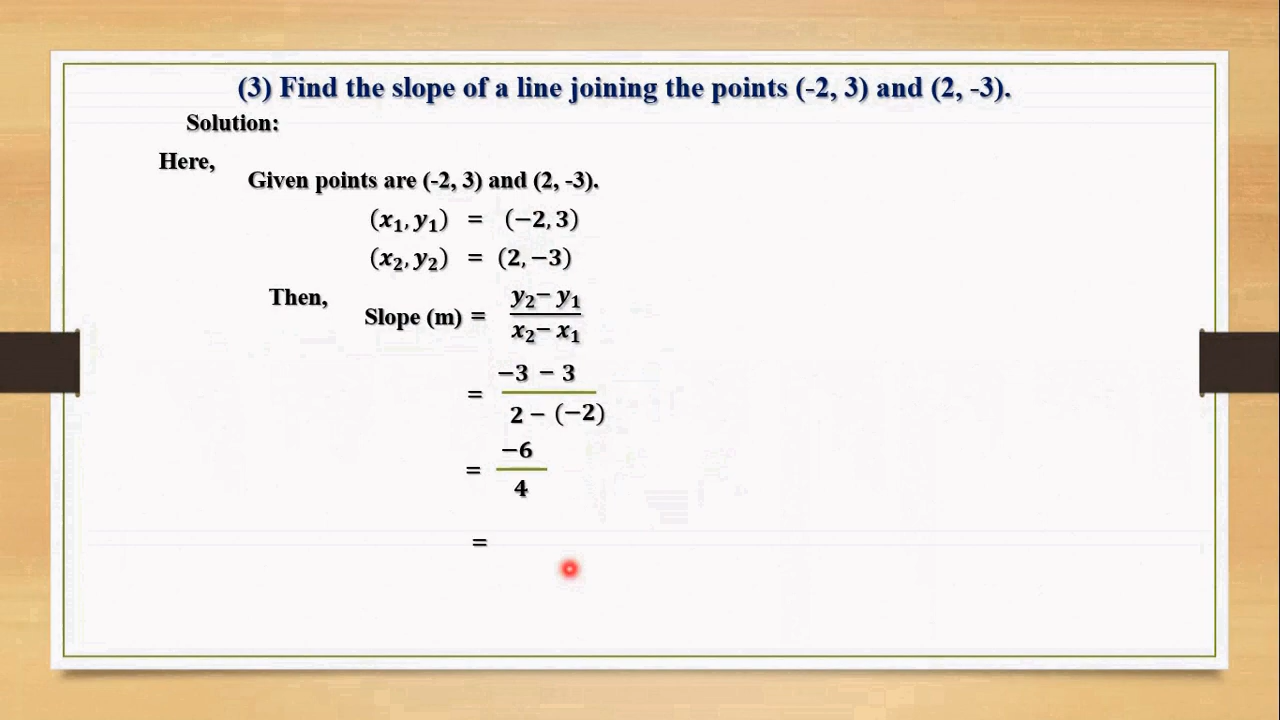 (3) Find the slope of a line joining the points (-2, 3) and (2, -3).
Solution:
Here,
Given points are (-2, 3) and (2, -3).
(x₁, y₁) = (−2, 3)
(x₂, y₂) = (2, −3)
Then,
Slope (m) =
y₂− y₁
x₂− x₁
=
−3 − 3
2 − (−2)
=
−6
4
=